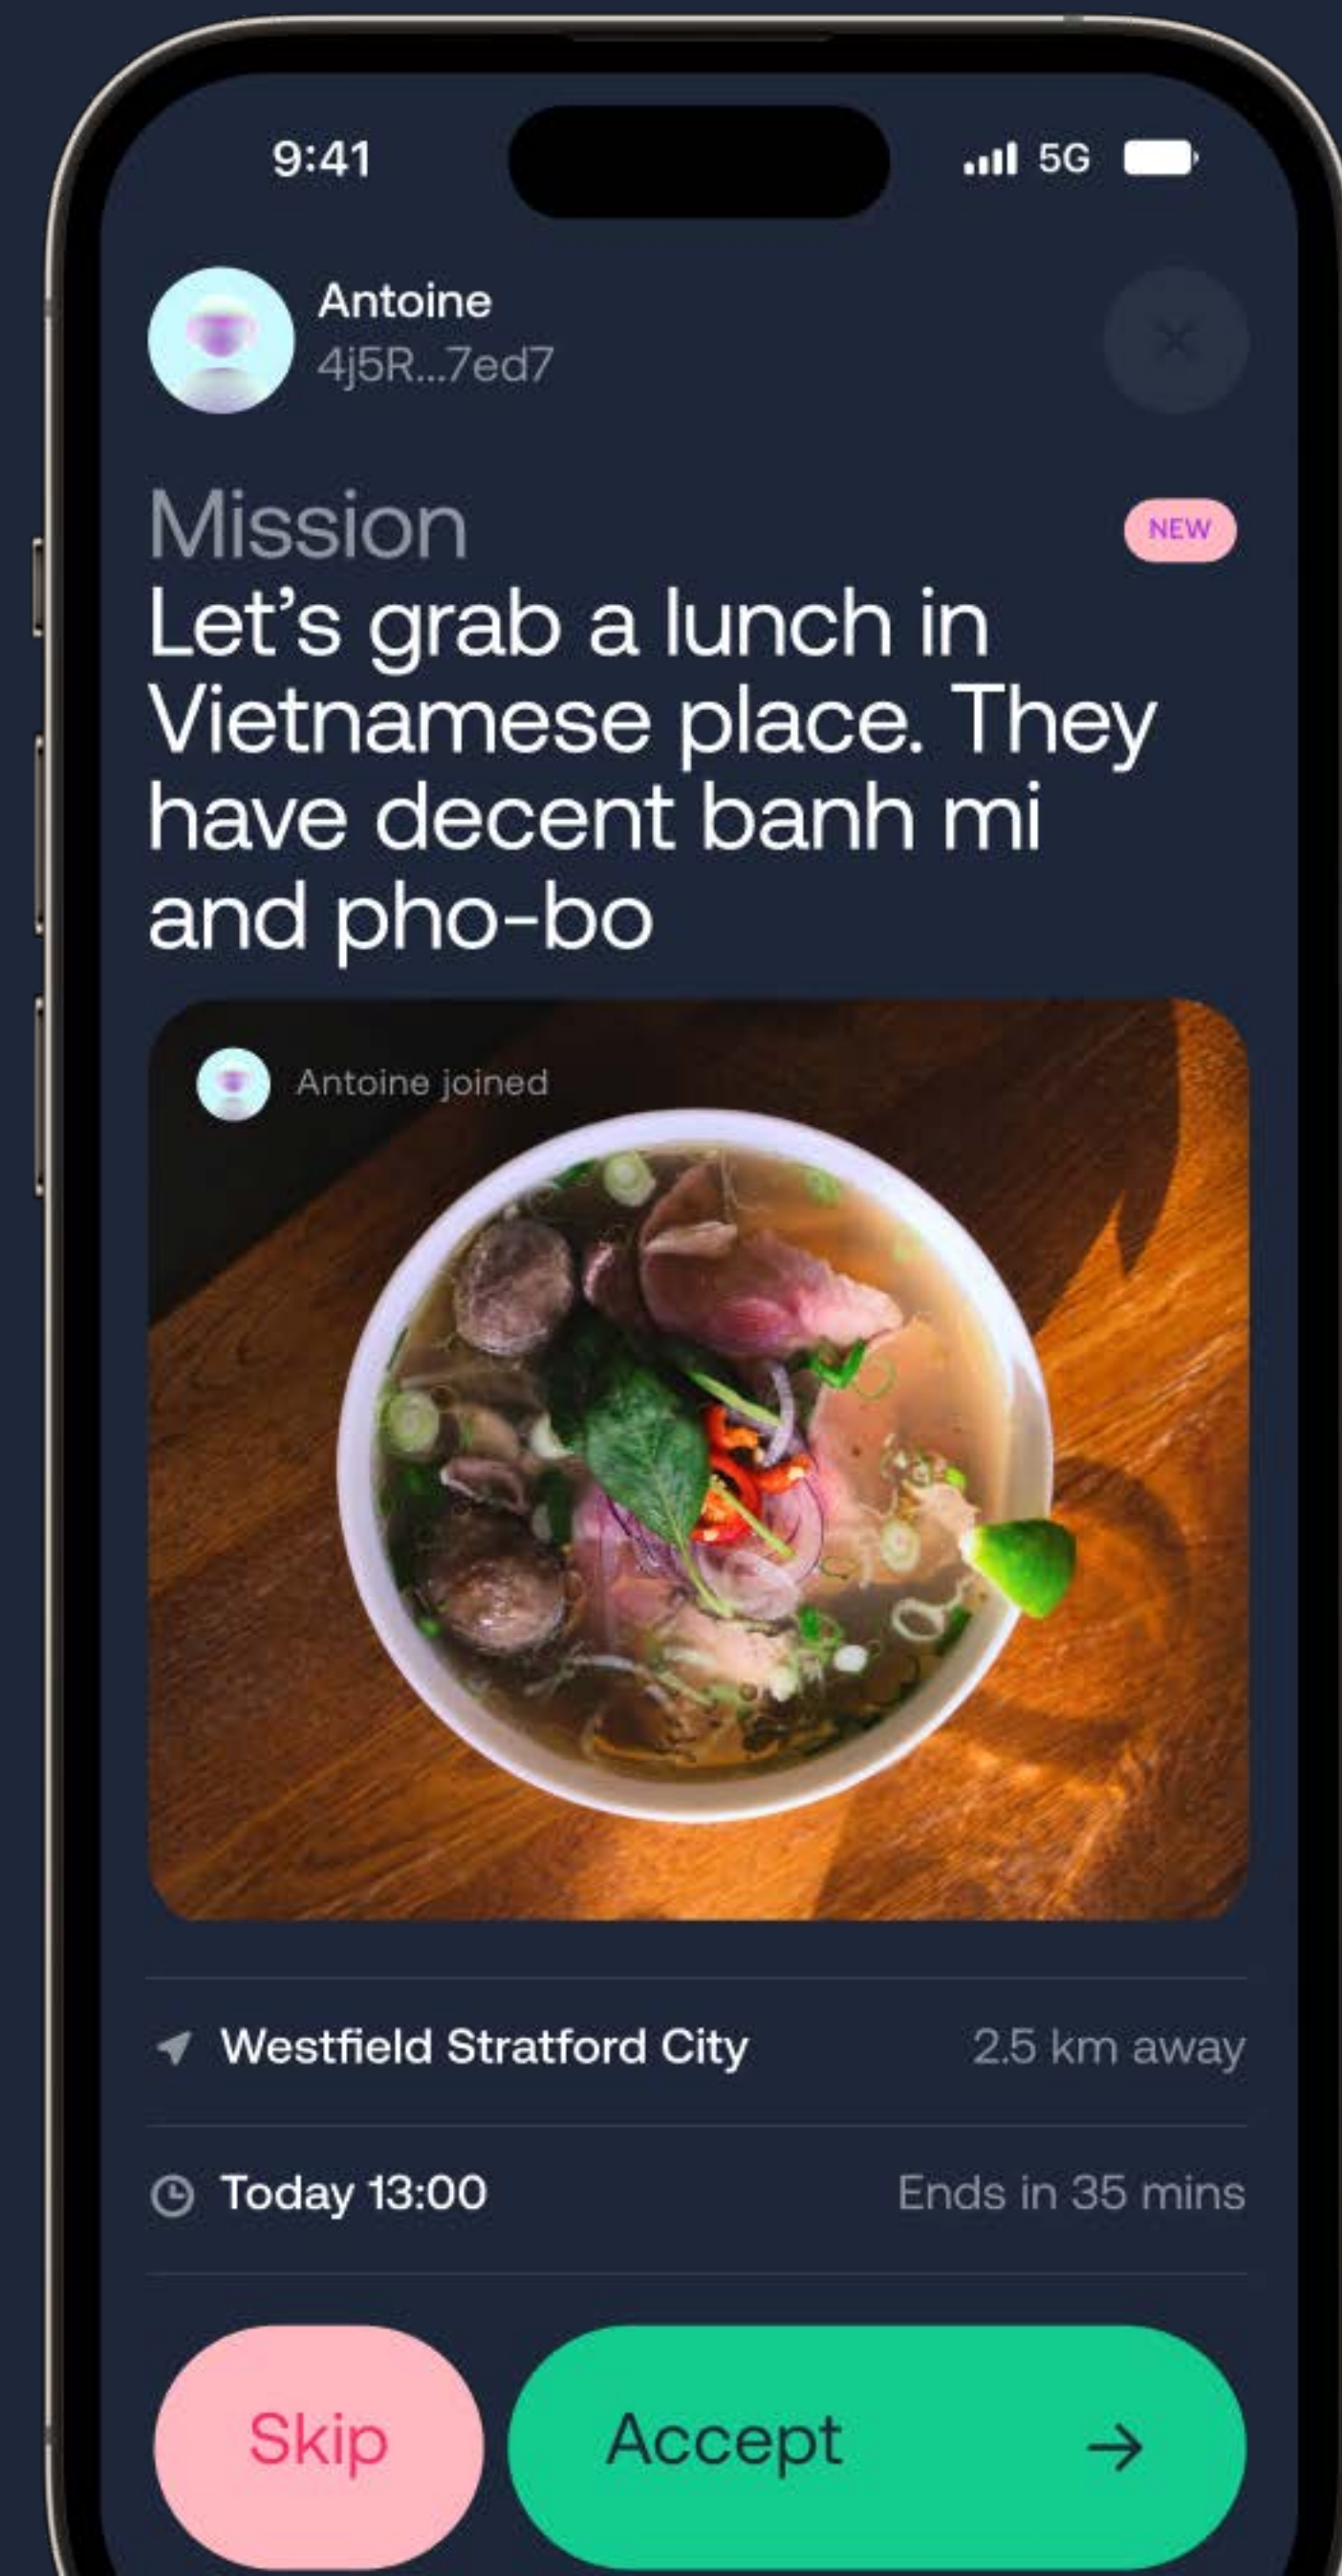 9:41
5G
Antoine
4j5R...7ed7
Mission
NEW
Let’s grab a lunch in
Vietnamese place. They
have decent banh mi
and pho-bo
Antoine joined
Westfield Stratford City
2.5 km away
Today 13:00
Ends in 35 mins
Skip
Accept